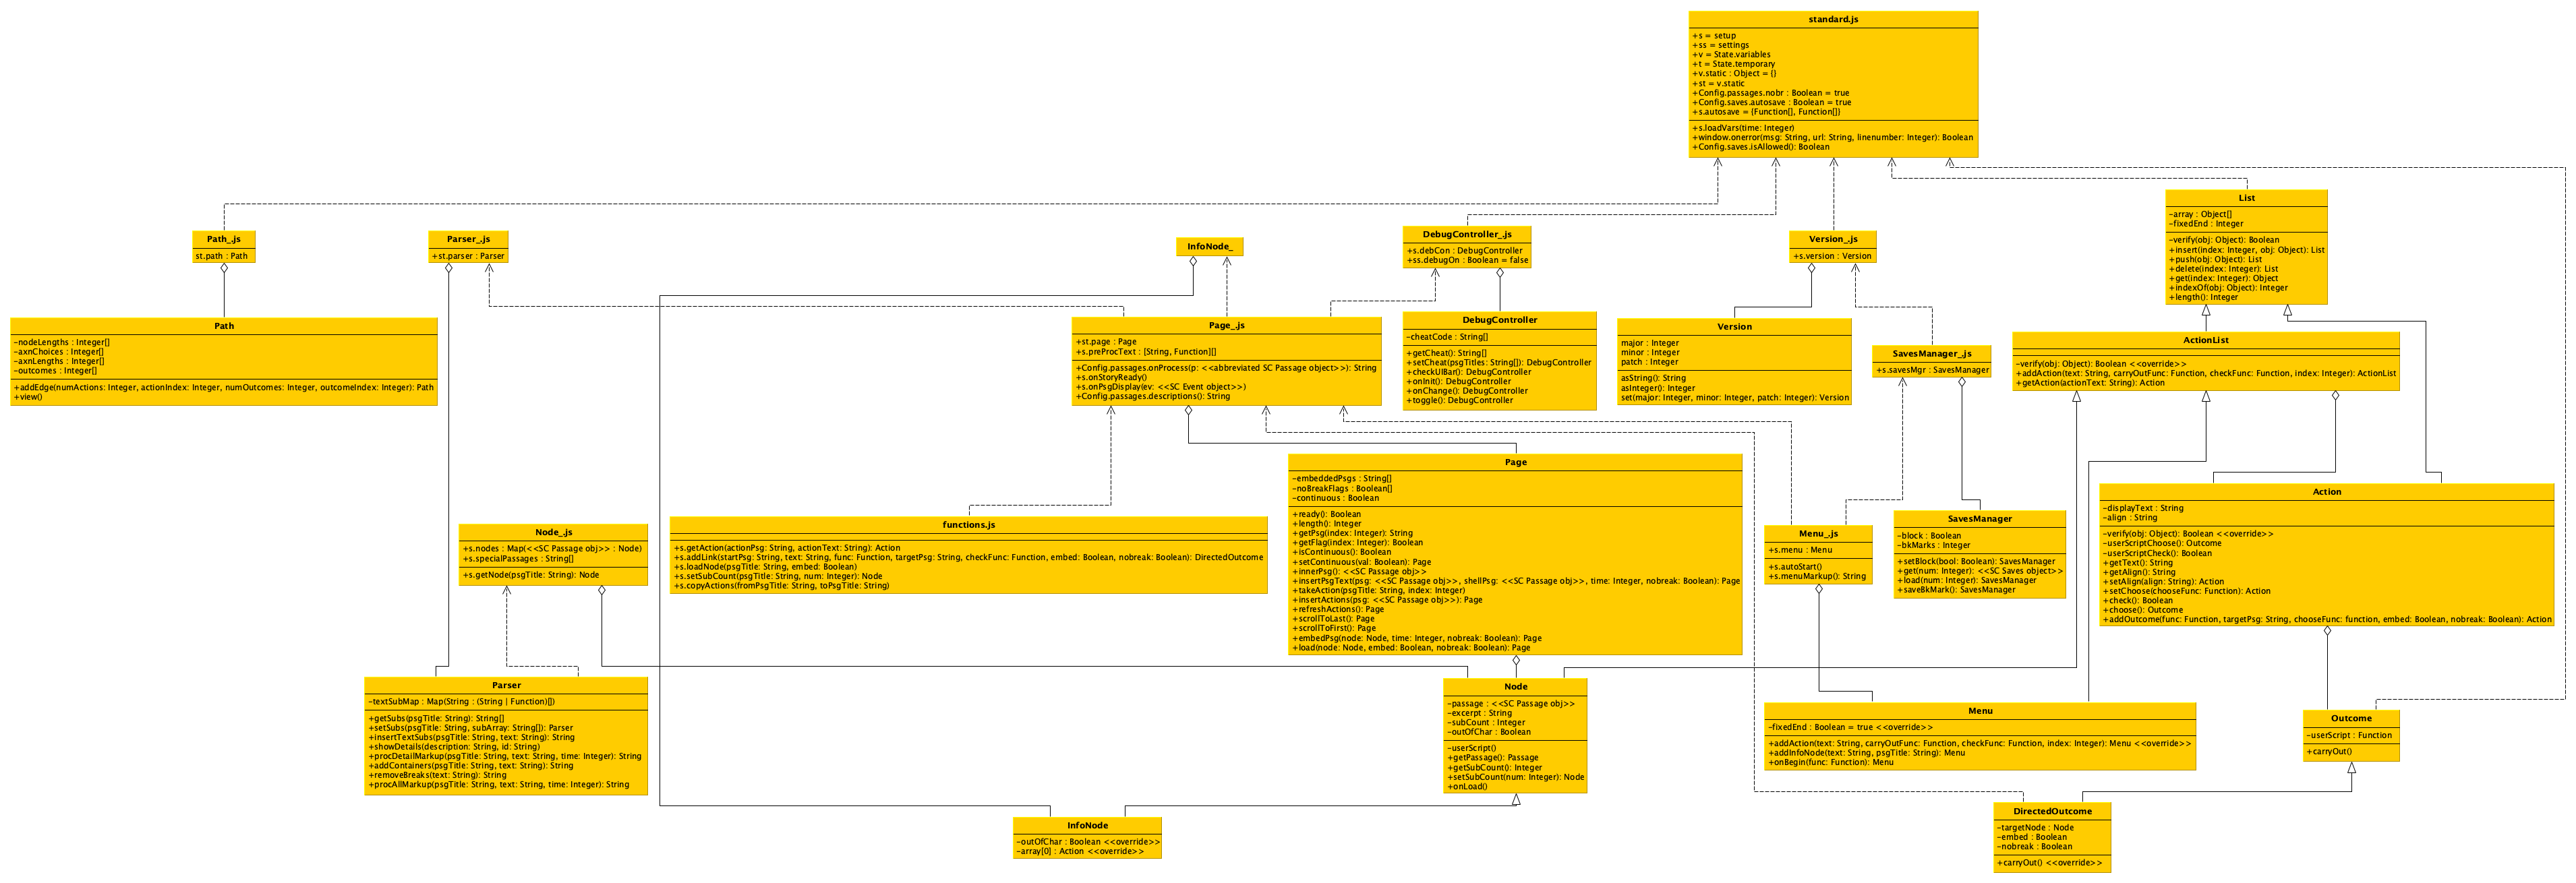 standard.js
+s = setup
+ss = settings
+v = State.variables
+t = State.temporary
+v.static : Object = {}
+st = v.static
+Config.passages.nobr : Boolean = true
+Config.saves.autosave : Boolean = true
+s.autosave = {Function[], Function[]}
+s.loadVars(time: Integer)
+window.onerror(msg: String, url: String, linenumber: Integer): Boolean
+Config.saves.isAllowed(): Boolean
List
-array : Object[]
-fixedEnd : Integer
-verify(obj: Object): Boolean
+insert(index: Integer, obj: Object): List
+push(obj: Object): List
+delete(index: Integer): List
+get(index: Integer): Object
+indexOf(obj: Object): Integer
+length(): Integer
Path_.js
st.path : Path
Parser_.js
+st.parser : Parser
InfoNode_
DebugController_.js
+s.debCon : DebugController
+ss.debugOn : Boolean = false
Version_.js
+s.version : Version
Path
-nodeLengths : Integer[]
-axnChoices : Integer[]
-axnLengths : Integer[]
-outcomes : Integer[]
+addEdge(numActions: Integer, actionIndex: Integer, numOutcomes: Integer, outcomeIndex: Integer): Path
+view()
Page_.js
+st.page : Page
+s.preProcText : [String, Function][]
+Config.passages.onProcess(p: <<abbreviated SC Passage object>>): String
+s.onStoryReady()
+s.onPsgDisplay(ev: <<SC Event object>>)
+Config.passages.descriptions(): String
DebugController
-cheatCode : String[]
+getCheat(): String[]
+setCheat(psgTitles: String[]): DebugController
+checkUIBar(): DebugController
+onInit(): DebugController
+onChange(): DebugController
+toggle(): DebugController
Version
major : Integer
minor : Integer
patch : Integer
asString(): String
asInteger(): Integer
set(major: Integer, minor: Integer, patch: Integer): Version
SavesManager_.js
+s.savesMgr : SavesManager
ActionList
-verify(obj: Object): Boolean <<override>>
+addAction(text: String, carryOutFunc: Function, checkFunc: Function, index: Integer): ActionList
+getAction(actionText: String): Action
Page
-embeddedPsgs : String[]
-noBreakFlags : Boolean[]
-continuous : Boolean
+ready(): Boolean
+length(): Integer
+getPsg(index: Integer): String
+getFlag(index: Integer): Boolean
+isContinuous(): Boolean
+setContinuous(val: Boolean): Page
+innerPsg(): <<SC Passage obj>>
+insertPsgText(psg: <<SC Passage obj>>, shellPsg: <<SC Passage obj>>, time: Integer, nobreak: Boolean): Page
+takeAction(psgTitle: String, index: Integer)
+insertActions(psg: <<SC Passage obj>>): Page
+refreshActions(): Page
+scrollToLast(): Page
+scrollToFirst(): Page
+embedPsg(node: Node, time: Integer, nobreak: Boolean): Page
+load(node: Node, embed: Boolean, nobreak: Boolean): Page
Action
-displayText : String
-align : String
-verify(obj: Object): Boolean <<override>>
-userScriptChoose(): Outcome
-userScriptCheck(): Boolean
+getText(): String
+getAlign(): String
+setAlign(align: String): Action
+setChoose(chooseFunc: Function): Action
+check(): Boolean
+choose(): Outcome
+addOutcome(func: Function, targetPsg: String, chooseFunc: function, embed: Boolean, nobreak: Boolean): Action
functions.js
+s.getAction(actionPsg: String, actionText: String): Action
+s.addLink(startPsg: String, text: String, func: Function, targetPsg: String, checkFunc: Function, embed: Boolean, nobreak: Boolean): DirectedOutcome
+s.loadNode(psgTitle: String, embed: Boolean)
+s.setSubCount(psgTitle: String, num: Integer): Node
+s.copyActions(fromPsgTitle: String, toPsgTitle: String)
SavesManager
-block : Boolean
-bkMarks : Integer
+setBlock(bool: Boolean): SavesManager
+get(num: Integer): <<SC Saves object>>
+load(num: Integer): SavesManager
+saveBkMark(): SavesManager
Node_.js
+s.nodes : Map(<<SC Passage obj>> : Node)
+s.specialPassages : String[]
+s.getNode(psgTitle: String): Node
Menu_.js
+s.menu : Menu
+s.autoStart()
+s.menuMarkup(): String
Parser
-textSubMap : Map(String : (String | Function)[])
+getSubs(psgTitle: String): String[]
+setSubs(psgTitle: String, subArray: String[]): Parser
+insertTextSubs(psgTitle: String, text: String): String
+showDetails(description: String, id: String)
+procDetailMarkup(psgTitle: String, text: String, time: Integer): String
+addContainers(psgTitle: String, text: String): String
+removeBreaks(text: String): String
+procAllMarkup(psgTitle: String, text: String, time: Integer): String
Node
-passage : <<SC Passage obj>>
-excerpt : String
-subCount : Integer
-outOfChar : Boolean
-userScript()
+getPassage(): Passage
+getSubCount(): Integer
+setSubCount(num: Integer): Node
+onLoad()
Menu
-fixedEnd : Boolean = true <<override>>
+addAction(text: String, carryOutFunc: Function, checkFunc: Function, index: Integer): Menu <<override>>
+addInfoNode(text: String, psgTitle: String): Menu
+onBegin(func: Function): Menu
Outcome
-userScript : Function
+carryOut()
InfoNode
-outOfChar : Boolean <<override>>
-array[0] : Action <<override>>
DirectedOutcome
-targetNode : Node
-embed : Boolean
-nobreak : Boolean
+carryOut() <<override>>